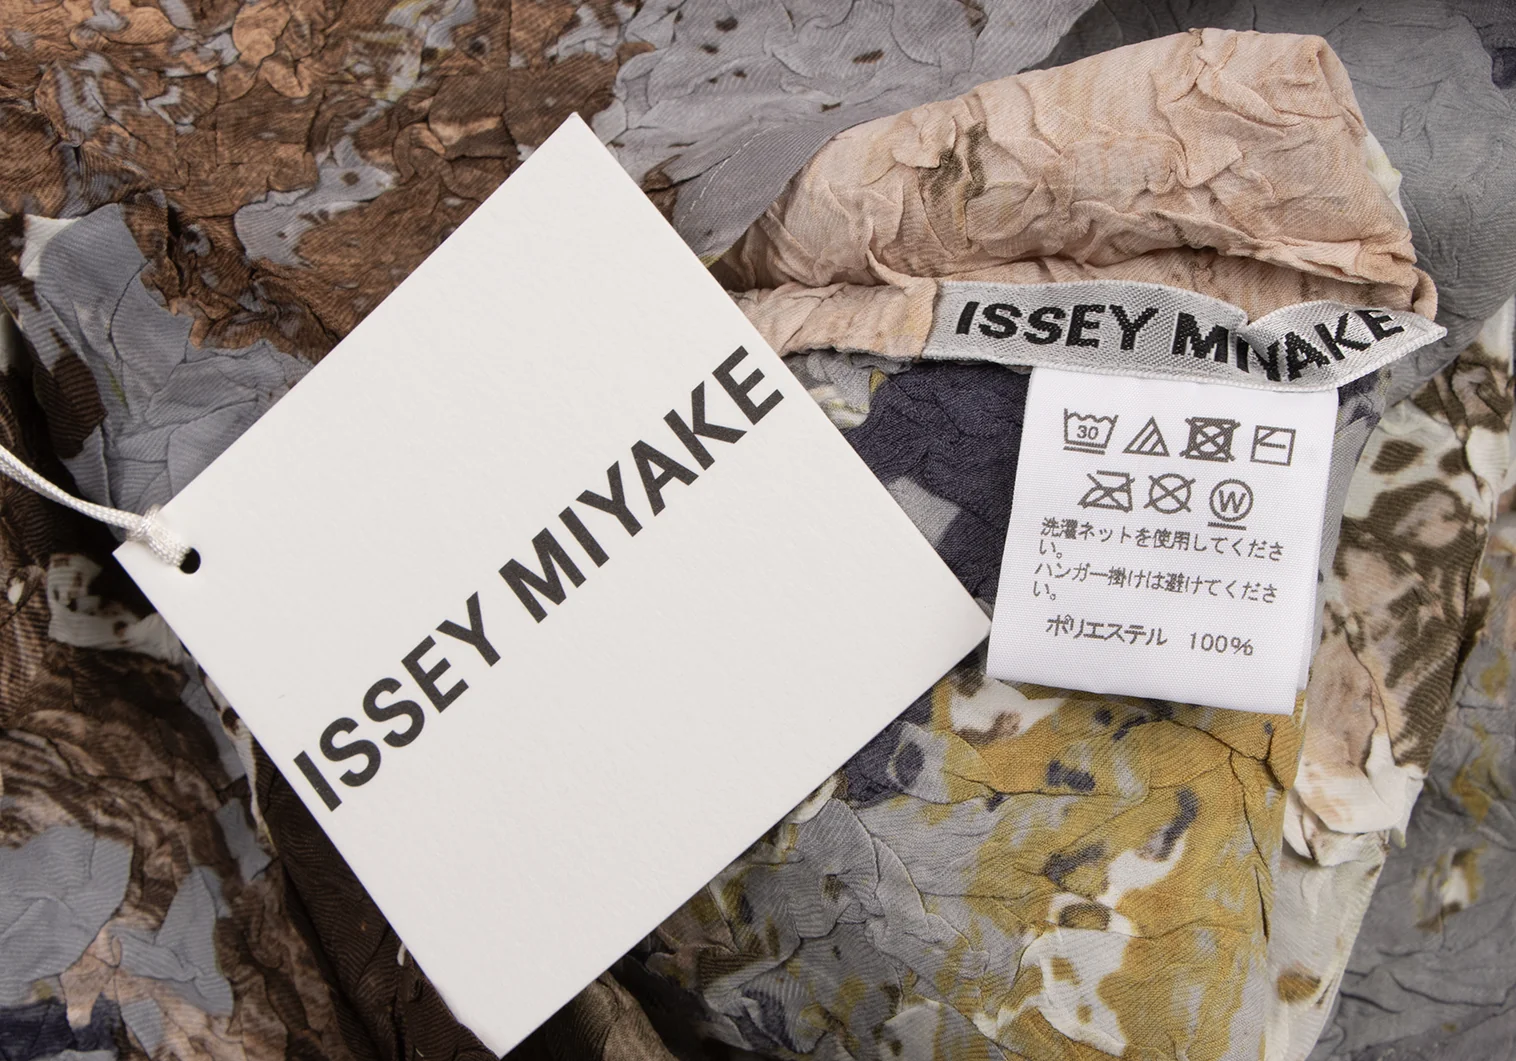 ISSEY MIYAKE
ISSEY MIYAKE
30
W
洗濯ネットを使用してくださ
い。
ハンガー掛けは避けてくださ
い。
ポリエステル 100%